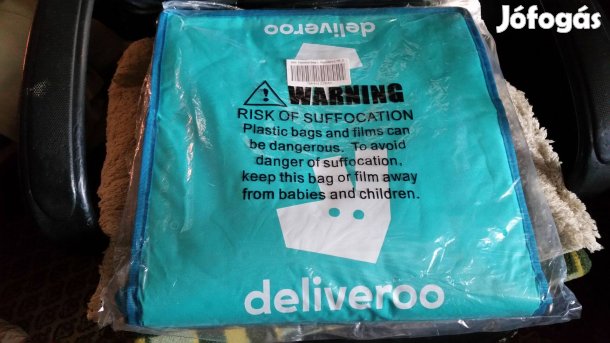 Jófogás
deliveroo
WARNING
RISK OF SUFFOCATION
Plastic bags and films can
be dangerous. To avoid
danger of suffocation,
keep this bag or film away
from babies and children.
deliveroo